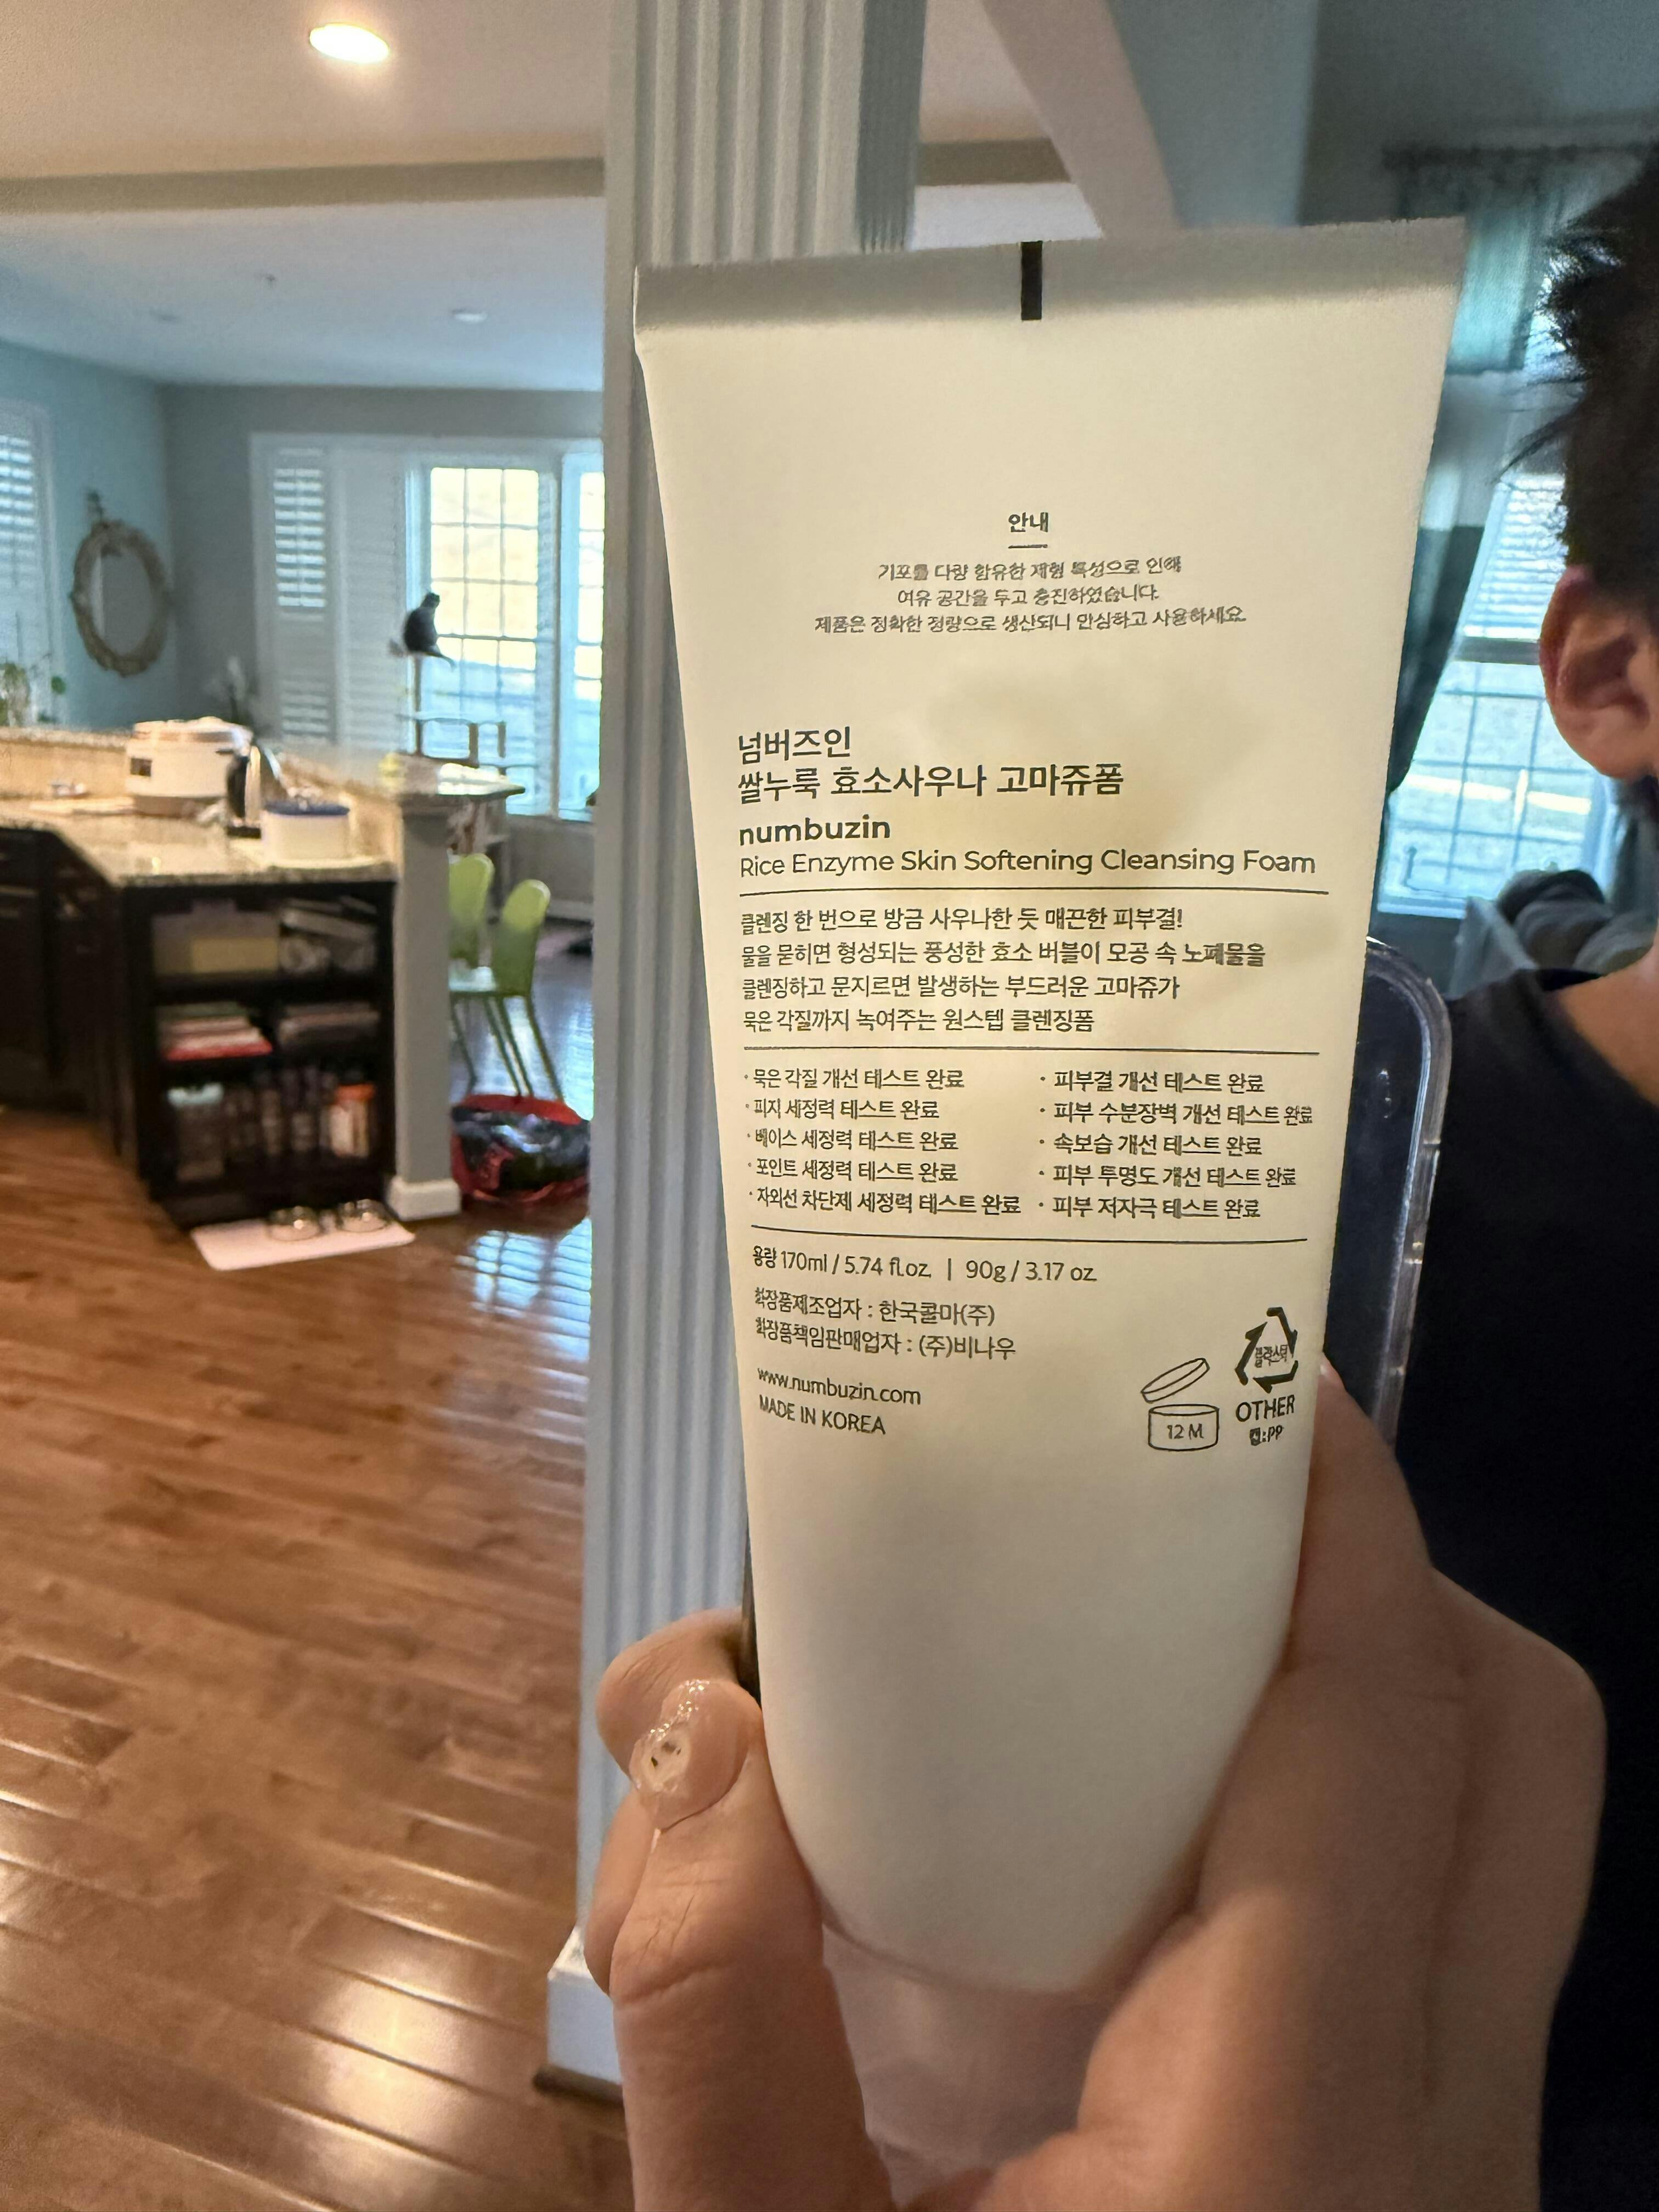 안내
기포를 다량 함유한 제형 특성으로 인해
여유 공간을 두고 충진하였습니다.
제품은 정확한 정량으로 생산되니 안심하고 사용하세요.
넘버즈인
쌀누룩 효소사우나 고마쥬폼
numbuzin
Rice Enzyme Skin Softening Cleansing Foam
클렌징 한 번으로 방금 사우나한 듯 매끈한 피부결!
물을 묻히면 형성되는 풍성한 효소 버블이 모공 속 노폐물을
클렌징하고 문지르면 발생하는 부드러운 고마쥬가
묵은 각질까지 녹여주는 원스텝 클렌징폼
· 묵은 각질 개선 테스트 완료
· 피지 세정력 테스트 완료
· 베이스 세정력 테스트 완료
· 포인트 세정력 테스트 완료
· 자외선 차단제 세정력 테스트 완료
· 피부결 개선 테스트 완료
· 피부 수분장벽 개선 테스트 완료
· 속보습 개선 테스트 완료
· 피부 투명도 개선 테스트 완료
· 피부 저자극 테스트 완료
용량 170ml / 5.74 fl.oz. | 90g / 3.17 oz.
화장품제조업자 : 한국콜마(주)
화장품책임판매업자 : (주)비나우
www.numbuzin.com
MADE IN KOREA
12 M
플라스틱
OTHER
캡:PP